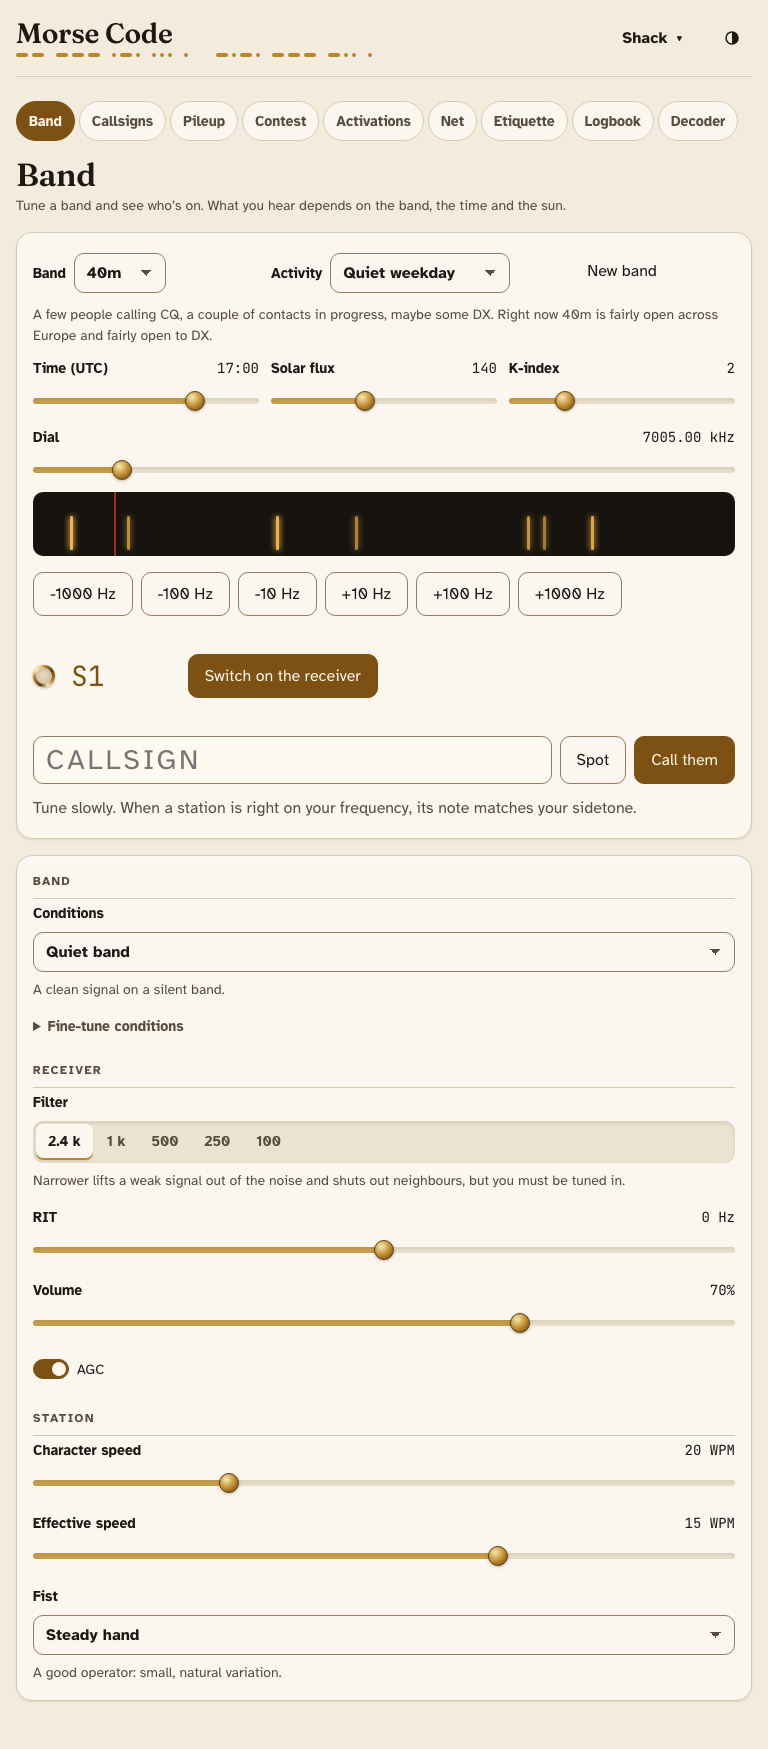 Morse Code
Shack ▾
Band Callsigns Pileup Contest Activations Net Etiquette Logbook Decoder
Band
Tune a band and see who's on. What you hear depends on the band, the time and the sun.
Band 40m Activity Quiet weekday New band
A few people calling CQ, a couple of contacts in progress, maybe some DX. Right now 40m is fairly open across
Europe and fairly open to DX.
Time (UTC) 17:00 Solar flux 140 K-index 2
Dial 7005.00 kHz
-1000 Hz -100 Hz -10 Hz +10 Hz +100 Hz +1000 Hz
S1 Switch on the receiver
CALLSIGN Spot Call them
Tune slowly. When a station is right on your frequency, its note matches your sidetone.
BAND
Conditions
Quiet band
A clean signal on a silent band.
▶ Fine-tune conditions
RECEIVER
Filter
2.4 k 1 k 500 250 100
Narrower lifts a weak signal out of the noise and shuts out neighbours, but you must be tuned in.
RIT 0 Hz
Volume 70%
AGC
STATION
Character speed 20 WPM
Effective speed 15 WPM
Fist
Steady hand
A good operator: small, natural variation.